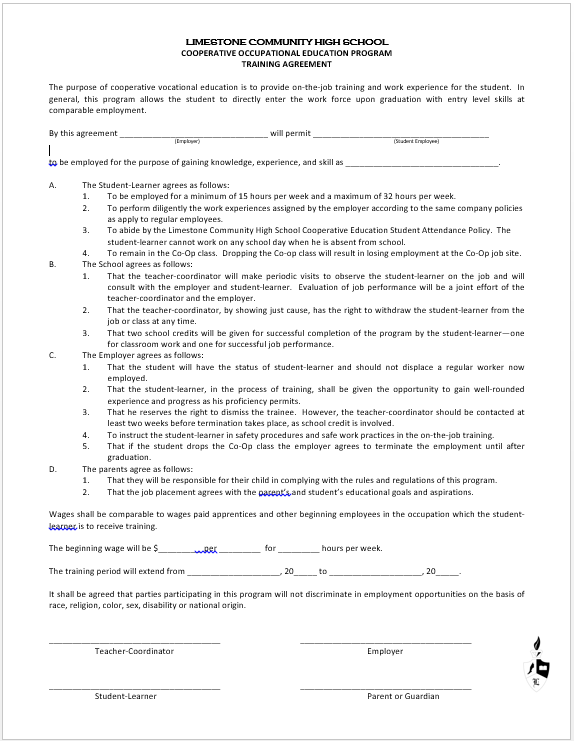 LIMESTONE COMMUNITY HIGH SCHOOL
COOPERATIVE OCCUPATIONAL EDUCATION PROGRAM
TRAINING AGREEMENT
The purpose of cooperative vocational education is to provide on-the-job training and work experience for the student. In
general, this program allows the student to directly enter the work force upon graduation with entry level skills at
comparable employment.
By this agreement ______________________________ will permit ____________________________________
(Employer) (Student Employee)
to be employed for the purpose of gaining knowledge, experience, and skill as _______________________________.
A. The Student-Learner agrees as follows:
1. To be employed for a minimum of 15 hours per week and a maximum of 32 hours per week.
2. To perform diligently the work experiences assigned by the employer according to the same company policies
as apply to regular employees.
3. To abide by the Limestone Community High School Cooperative Education Student Attendance Policy. The
student-learner cannot work on any school day when he is absent from school.
4. To remain in the Co-Op class. Dropping the Co-op class will result in losing employment at the Co-Op job site.
B. The School agrees as follows:
1. That the teacher-coordinator will make periodic visits to observe the student-learner on the job and will
consult with the employer and student-learner. Evaluation of job performance will be a joint effort of the
teacher-coordinator and the employer.
2. That the teacher-coordinator, by showing just cause, has the right to withdraw the student-learner from the
job or class at any time.
3. That two school credits will be given for successful completion of the program by the student-learner—one
for classroom work and one for successful job performance.
C. The Employer agrees as follows:
1. That the student will have the status of student-learner and should not displace a regular worker now
employed.
2. That the student-learner, in the process of training, shall be given the opportunity to gain well-rounded
experience and progress as his proficiency permits.
3. That he reserves the right to dismiss the trainee. However, the teacher-coordinator should be contacted at
least two weeks before termination takes place, as school credit is involved.
4. To instruct the student-learner in safety procedures and safe work practices in the on-the-job training.
5. That if student drops the Co-Op class the employer agrees to terminate the employment until after
graduation.
D. The parents agree as follows:
1. That they will be responsible for their child in complying with the rules and regulations of this program.
2. That the job placement agrees with the parent's and student's educational goals and aspirations.
Wages shall be comparable to wages paid apprentices and other beginning employees in the occupation which the student-
learner is to receive training.
The beginning wage will be $_________ per _________ for _________ hours per week.
The training period will extend from ____________________, 20_____ to ____________________, 20_____.
It shall be agreed that parties participating in this program will not discriminate in employment opportunities on the basis of
race, religion, color, sex, disability or national origin.
___________________________________ ___________________________________
Teacher-Coordinator Employer
___________________________________ ___________________________________
Student-Learner Parent or Guardian
L